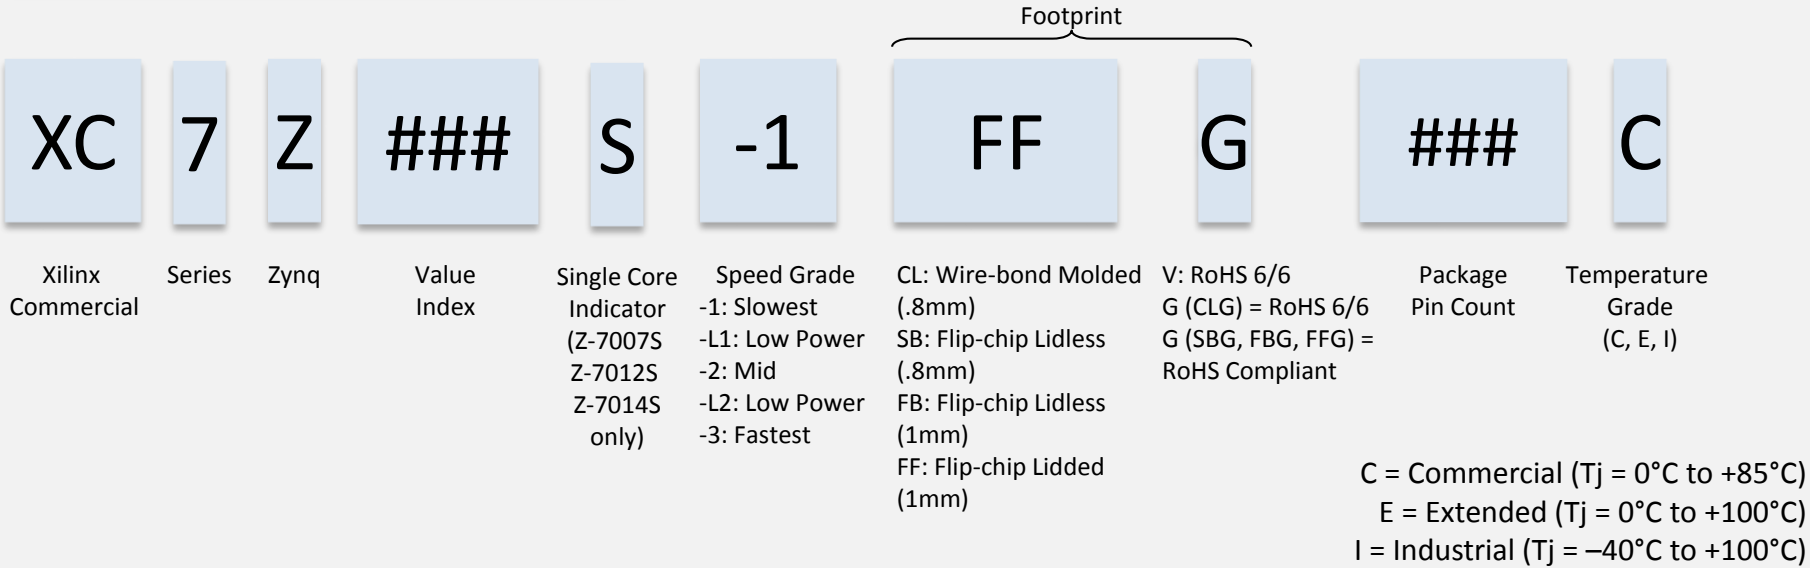 Footprint
XC 7 Z ### S -1 FF G ### C
Xilinx
Commercial
Series
Zynq
Value
Index
Single Core
Indicator
(Z-7007S
Z-7012S
Z-7014S
only)
Speed Grade
-1: Slowest
-L1: Low Power
-2: Mid
-L2: Low Power
-3: Fastest
CL: Wire-bond Molded
(.8mm)
SB: Flip-chip Lidless
(.8mm)
FB: Flip-chip Lidless
(1mm)
FF: Flip-chip Lidded
(1mm)
V: RoHS 6/6
G (CLG) = RoHS 6/6
G (SBG, FBG, FFG) =
RoHS Compliant
Package
Pin Count
Temperature
Grade
(C, E, I)
C = Commercial (Tj = 0°C to +85°C)
E = Extended (Tj = 0°C to +100°C)
I = Industrial (Tj = –40°C to +100°C)